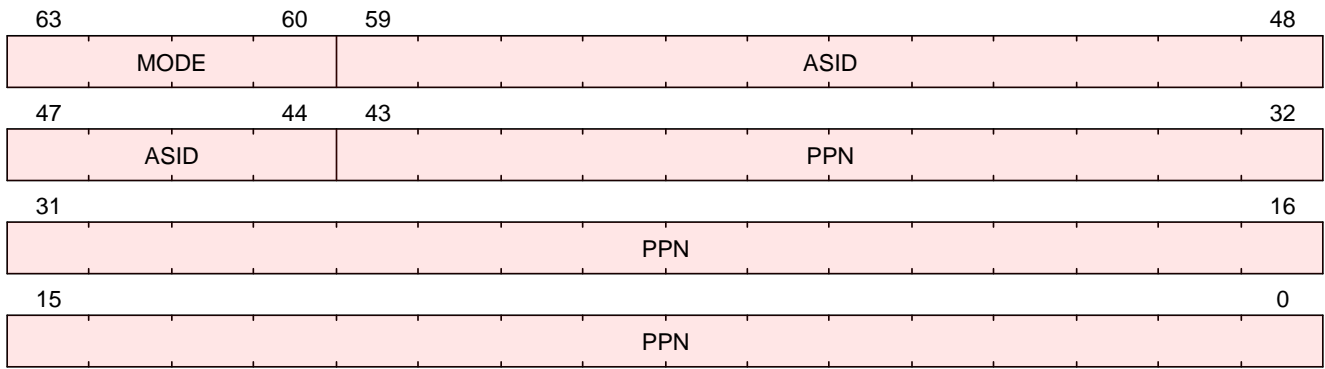 63 60 59 48
MODE ASID
47 44 43 32
ASID PPN
31 16
PPN
15 0
PPN